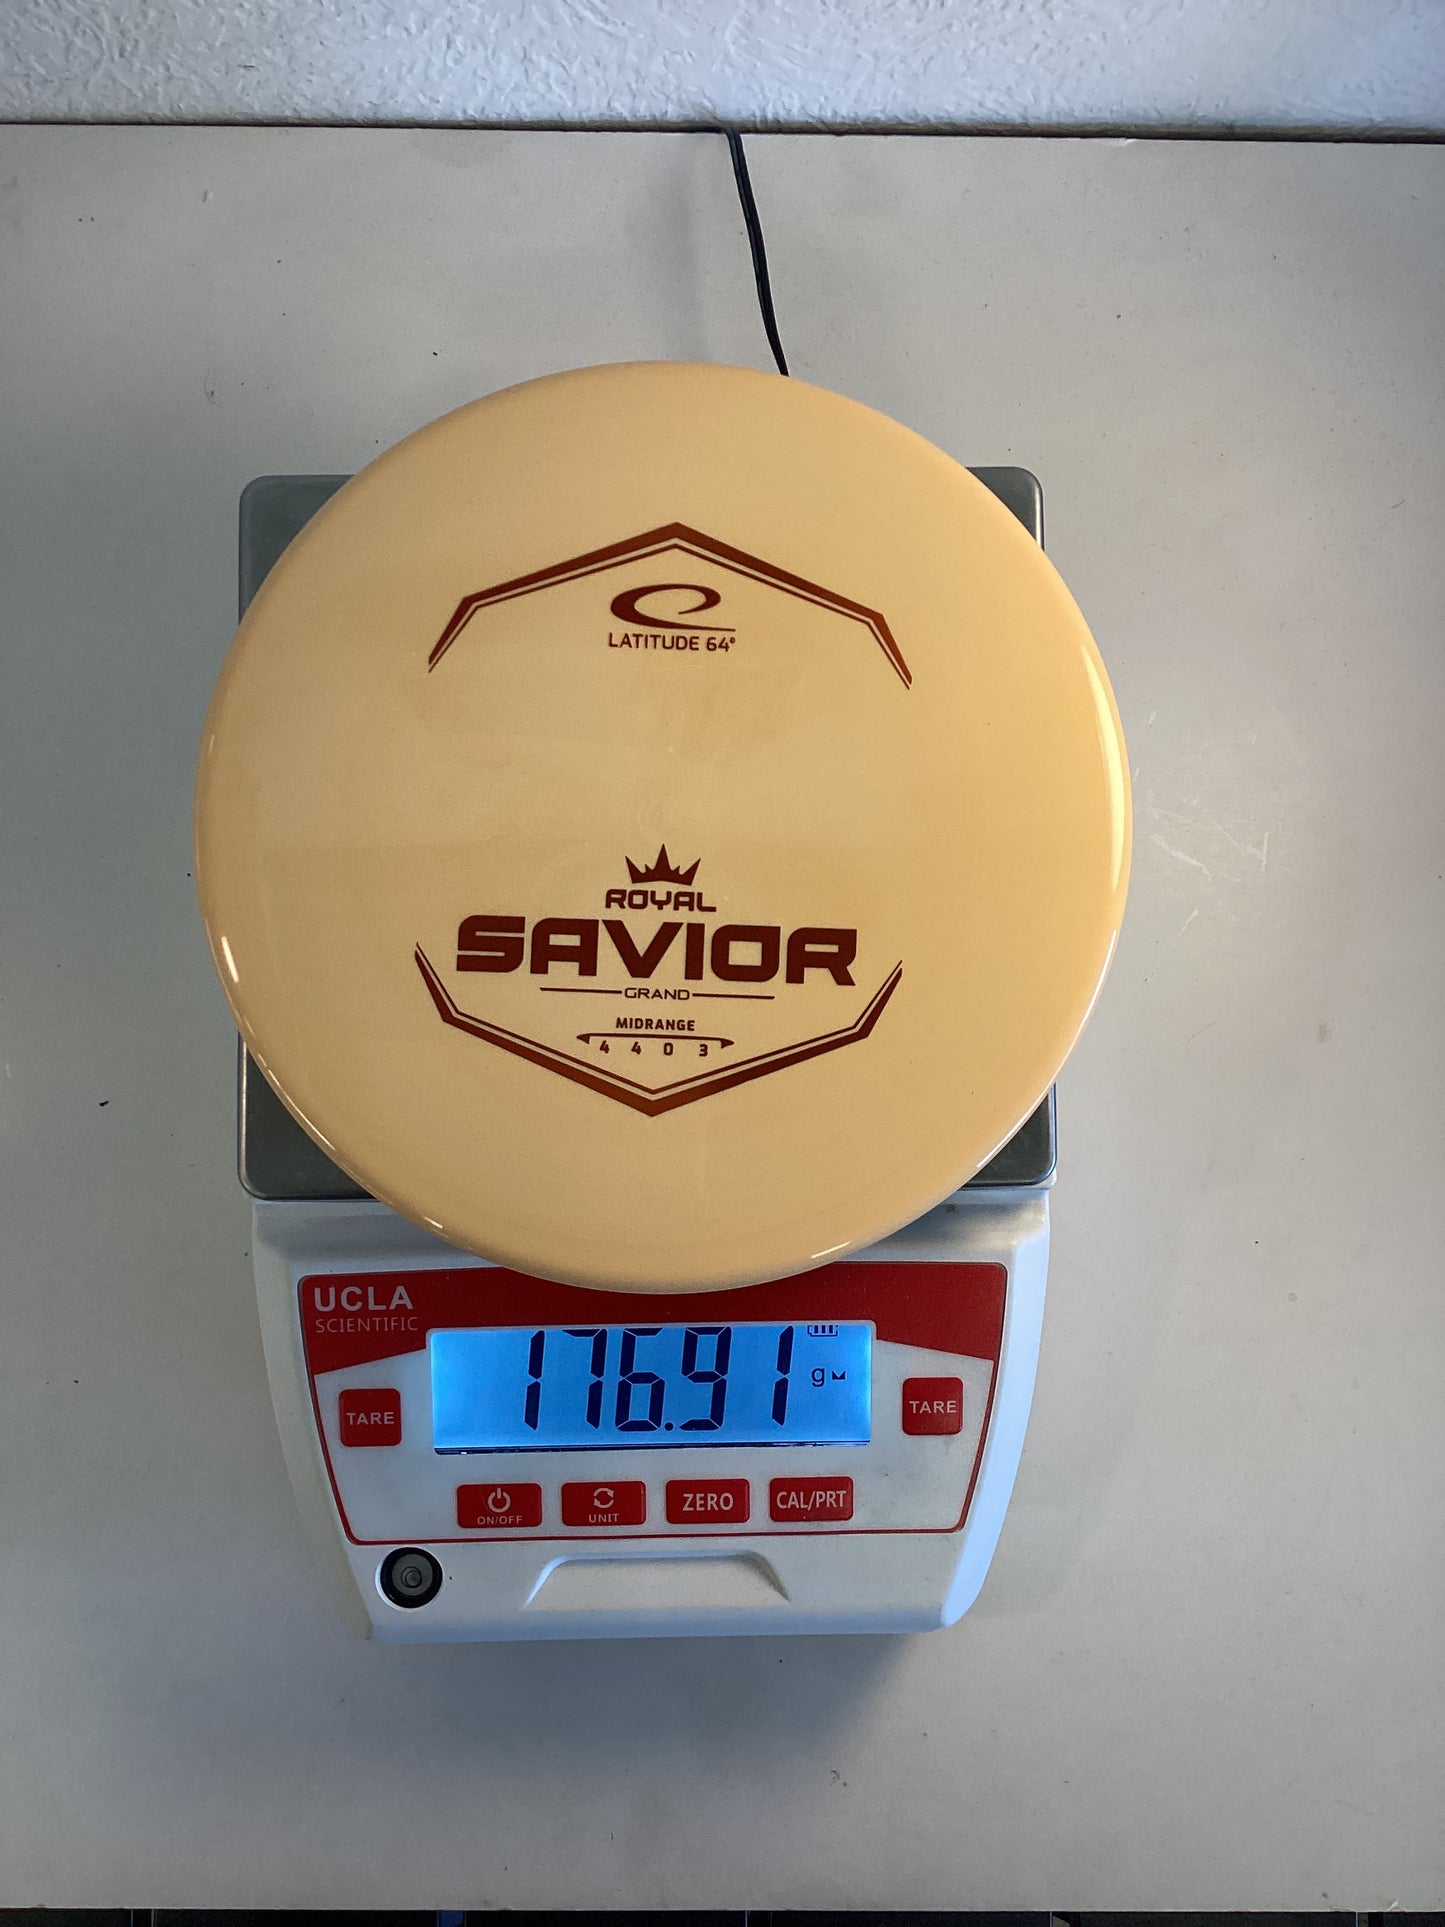 LATITUDE 64°
ROYAL
SAVIOR
GRAND
MIDRANGE
4 4 0 3
UCLA
SCIENTIFIC
176.91 g
TARE
TARE
ON/OFF
UNIT
ZERO
CAL/PRT